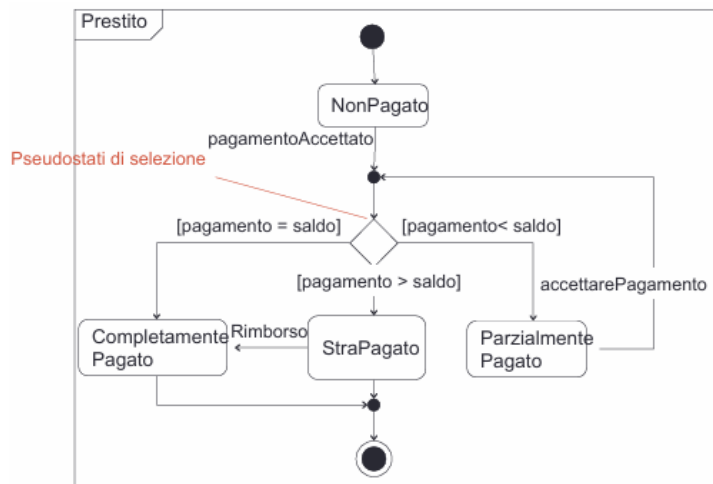 Prestito
NonPagato
pagamentoAccettato
Pseudostati di selezione
[pagamento = saldo]
[pagamento< saldo]
[pagamento > saldo]
accettarePagamento
Completamente
Pagato
Rimborso
StraPagato
Parzialmente
Pagato